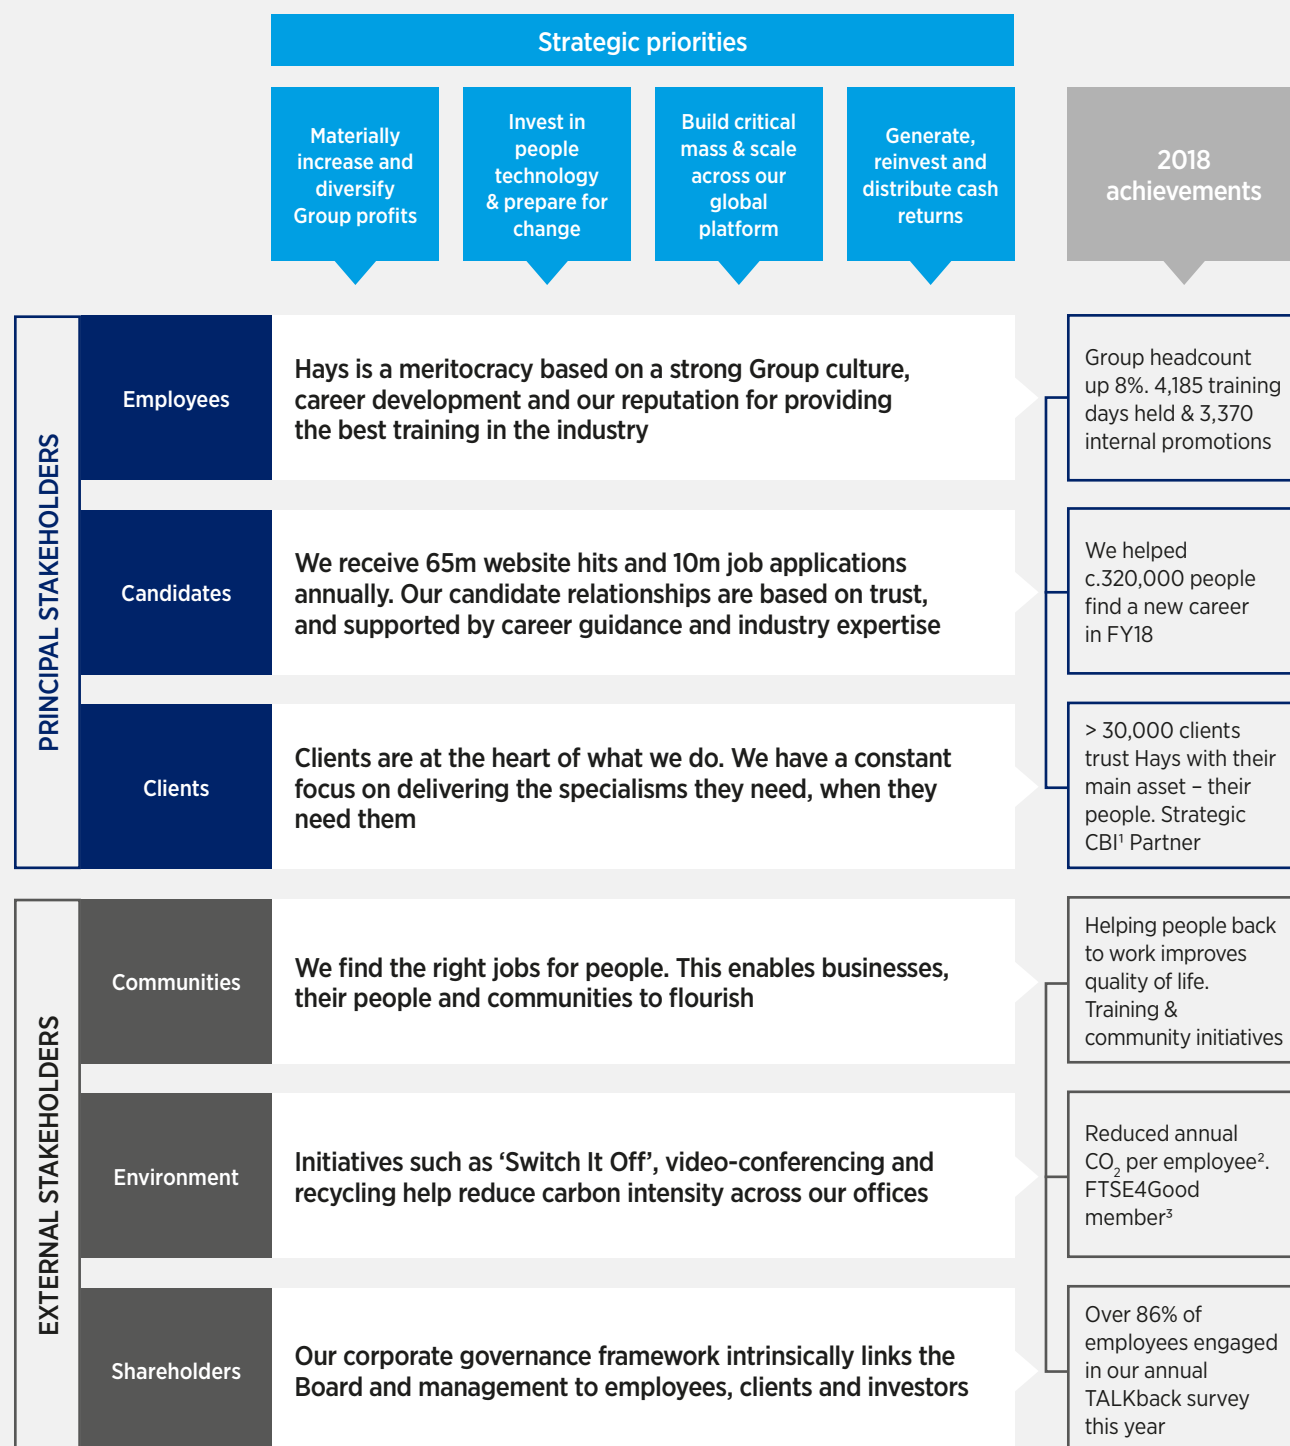 Strategic priorities
Materially
increase and
diversify
Group profits
Invest in
people
technology
& prepare for
change
Build critical
mass & scale
across our
global
platform
Generate,
reinvest and
distribute cash
returns
2018
achievements
PRINCIPAL STAKEHOLDERS
Employees
Hays is a meritocracy based on a strong Group culture,
career development and our reputation for providing
the best training in the industry
Group headcount
up 8%. 4,185 training
days held & 3,370
internal promotions
Candidates
We receive 65m website hits and 10m job applications
annually. Our candidate relationships are based on trust,
and supported by career guidance and industry expertise
We helped
c.320,000 people
find a new career
in FY18
Clients
Clients are at the heart of what we do. We have a constant
focus on delivering the specialisms they need, when they
need them
> 30,000 clients
trust Hays with their
main asset – their
people. Strategic
CBI¹ Partner
EXTERNAL STAKEHOLDERS
Communities
We find the right jobs for people. This enables businesses,
their people and communities to flourish
Helping people back
to work improves
quality of life.
Training &
community initiatives
Environment
Initiatives such as ‘Switch It Off’, video-conferencing and
recycling help reduce carbon intensity across our offices
Reduced annual
CO₂ per employee².
FTSE4Good
member³
Shareholders
Our corporate governance framework intrinsically links the
Board and management to employees, clients and investors
Over 86% of
employees engaged
in our annual
TALKback survey
this year